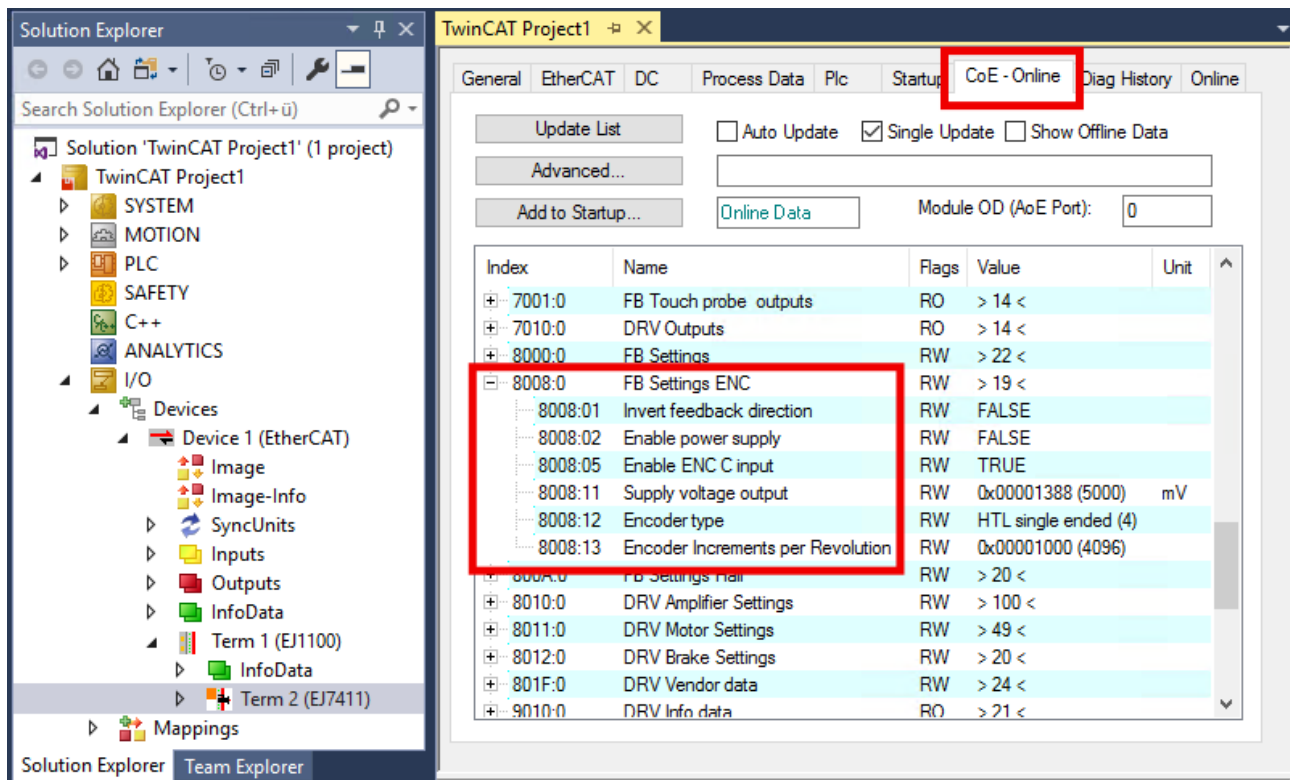 Solution Explorer
Search Solution Explorer (Ctrl+ü)
Solution 'TwinCAT Project1' (1 project)
TwinCAT Project1
SYSTEM
MOTION
PLC
SAFETY
C++
ANALYTICS
I/O
Devices
Device 1 (EtherCAT)
Image
Image-Info
SyncUnits
Inputs
Outputs
InfoData
Term 1 (EJ1100)
InfoData
Term 2 (EJ7411)
Mappings
Solution Explorer Team Explorer
TwinCAT Project1
General EtherCAT DC Process Data Plc Startup CoE - Online Diag History Online
Update List Auto Update Single Update Show Offline Data
Advanced...
Add to Startup... Online Data Module OD (AoE Port): 0
Index Name Flags Value Unit
7001:0 FB Touch probe outputs RO > 14 <
7010:0 DRV Outputs RO > 14 <
8000:0 FB Settings RW > 22 <
8008:0 FB Settings ENC RW > 19 <
8008:01 Invert feedback direction RW FALSE
8008:02 Enable power supply RW FALSE
8008:05 Enable ENC C input RW TRUE
8008:11 Supply voltage output RW 0x00001388 (5000) mV
8008:12 Encoder type RW HTL single ended (4)
8008:13 Encoder Increments per Revolution RW 0x00001000 (4096)
800A:0 FB Settings Hall RW > 20 <
8010:0 DRV Amplifier Settings RW > 100 <
8011:0 DRV Motor Settings RW > 49 <
8012:0 DRV Brake Settings RW > 20 <
801F:0 DRV Vendor data RW > 24 <
9010:0 DRV Info data RO > 21 <